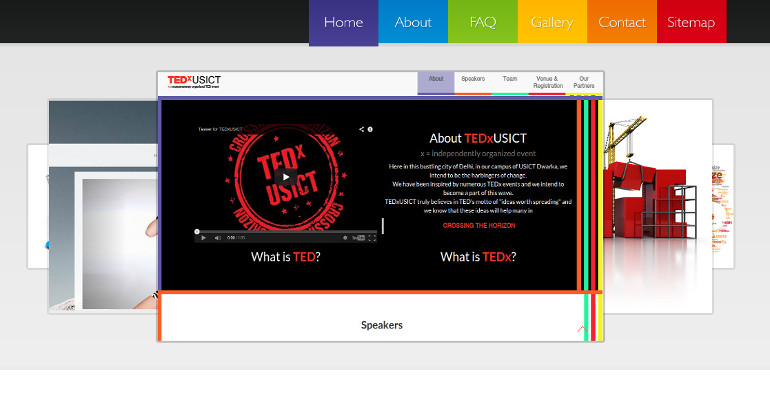 Home
About
FAQ
Gallery
Contact
Sitemap
TEDxUSICT
x = independently organized TED event
About
Speakers
Team
Venue &
Registration
Our
Partners
Teaser for TEDXUSICT
TEDx
USICT
CROSSING THE HORIZON
0:00
About TEDxUSICT
x = Independently organized event
Here in this bustling city of Delhi, in our campus of USICT Dwarka, we
intend to be the harbingers of change.
We have been inspired by numerous TEDx events and we intend to
become a part of this wave.
TEDxUSICT truly believes in TED's motto of "ideas worth spreading" and
we know that these ideas will help many in
CROSSING THE HORIZON
What is TED?
What is TEDx?
Speakers